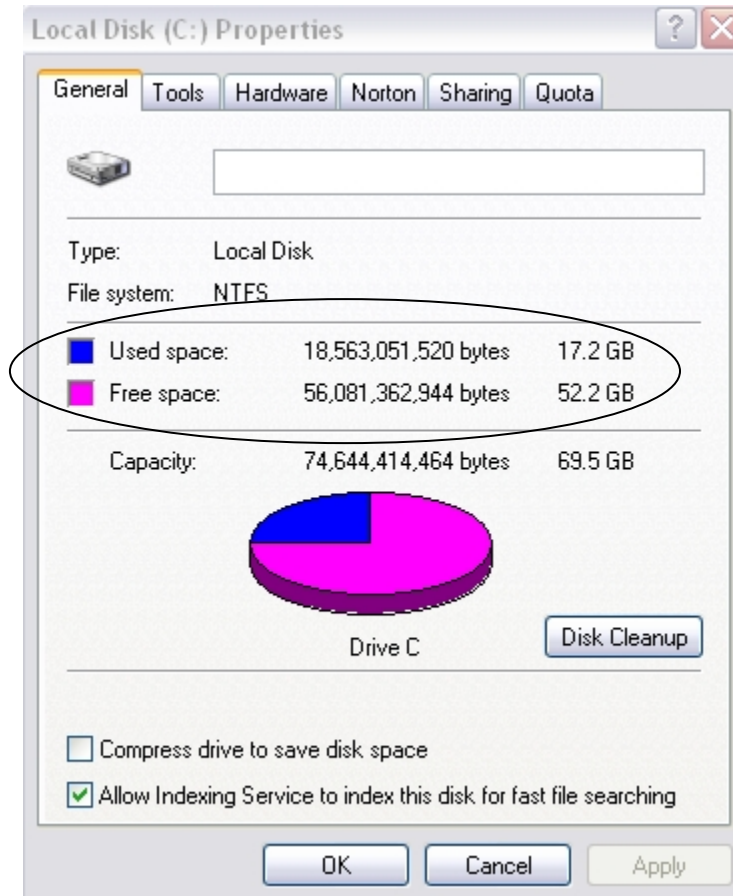 Local Disk (C:) Properties ?
General Tools Hardware Norton Sharing Quota
Type: Local Disk
File system: NTFS
Used space: 18,563,051,520 bytes 17.2 GB
Free space: 56,081,362,944 bytes 52.2 GB
Capacity: 74,644,414,464 bytes 69.5 GB
Drive C
Disk Cleanup
Compress drive to save disk space
Allow Indexing Service to index this disk for fast file searching
OK Cancel Apply